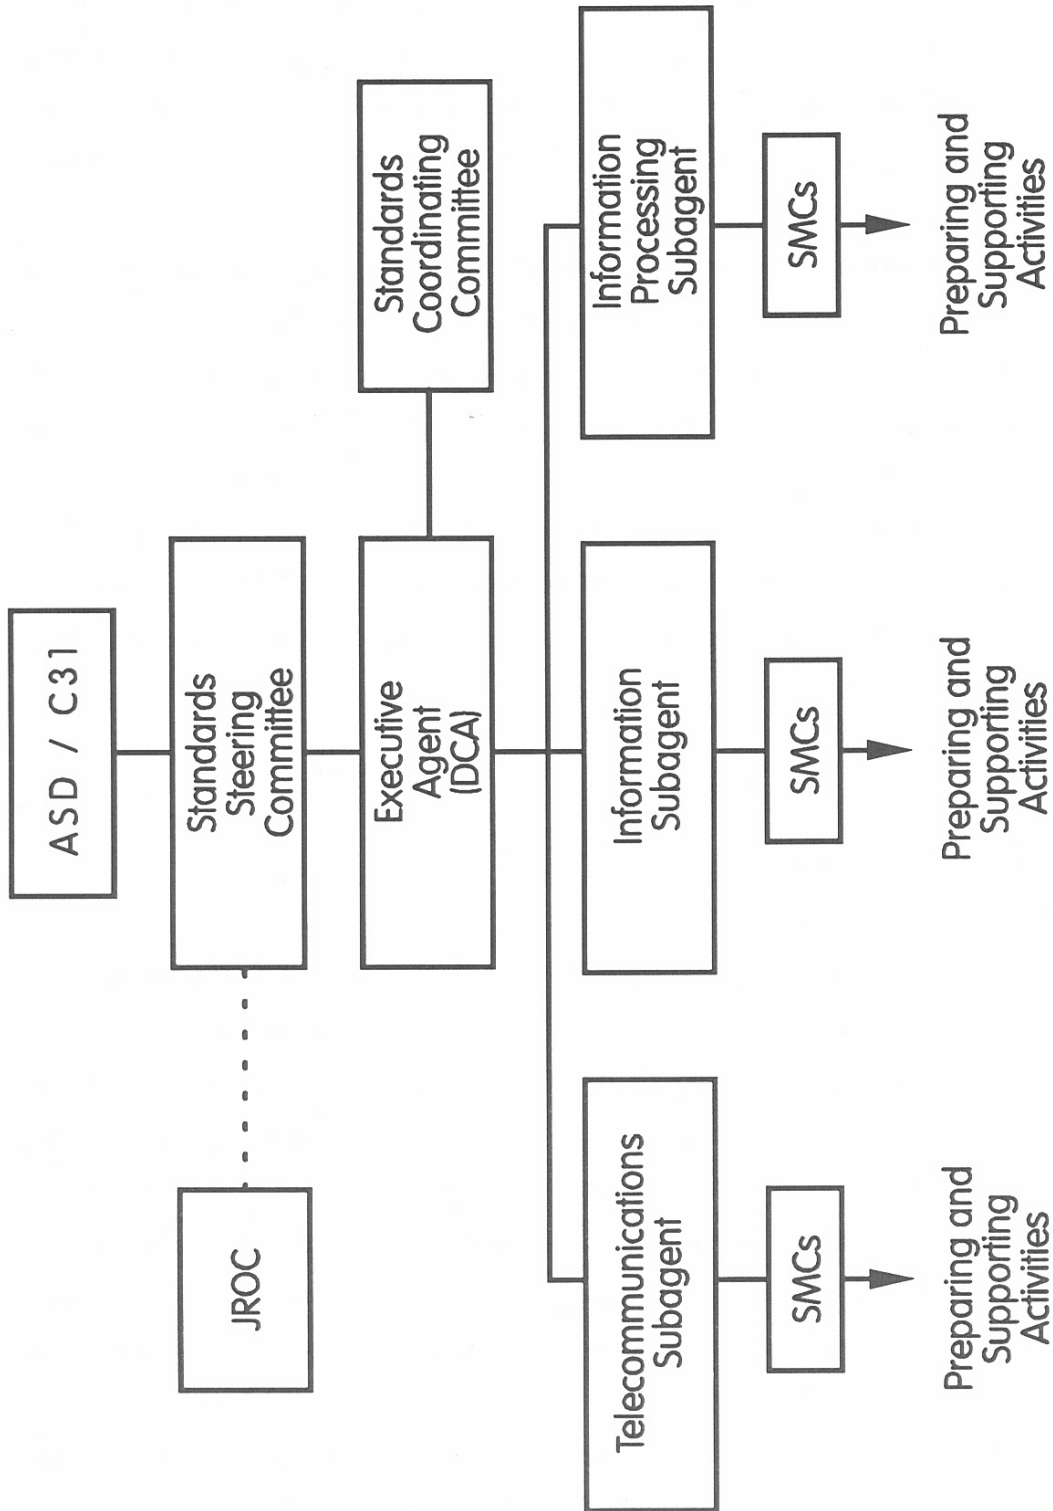 ASD / C31
JROC
Standards
Steering
Committee
Executive
Agent
(DCA)
Standards
Coordinating
Committee
Telecommunications
Subagent
Information
Subagent
Information
Processing
Subagent
SMCs
SMCs
SMCs
Preparing and
Supporting
Activities
Preparing and
Supporting
Activities
Preparing and
Supporting
Activities